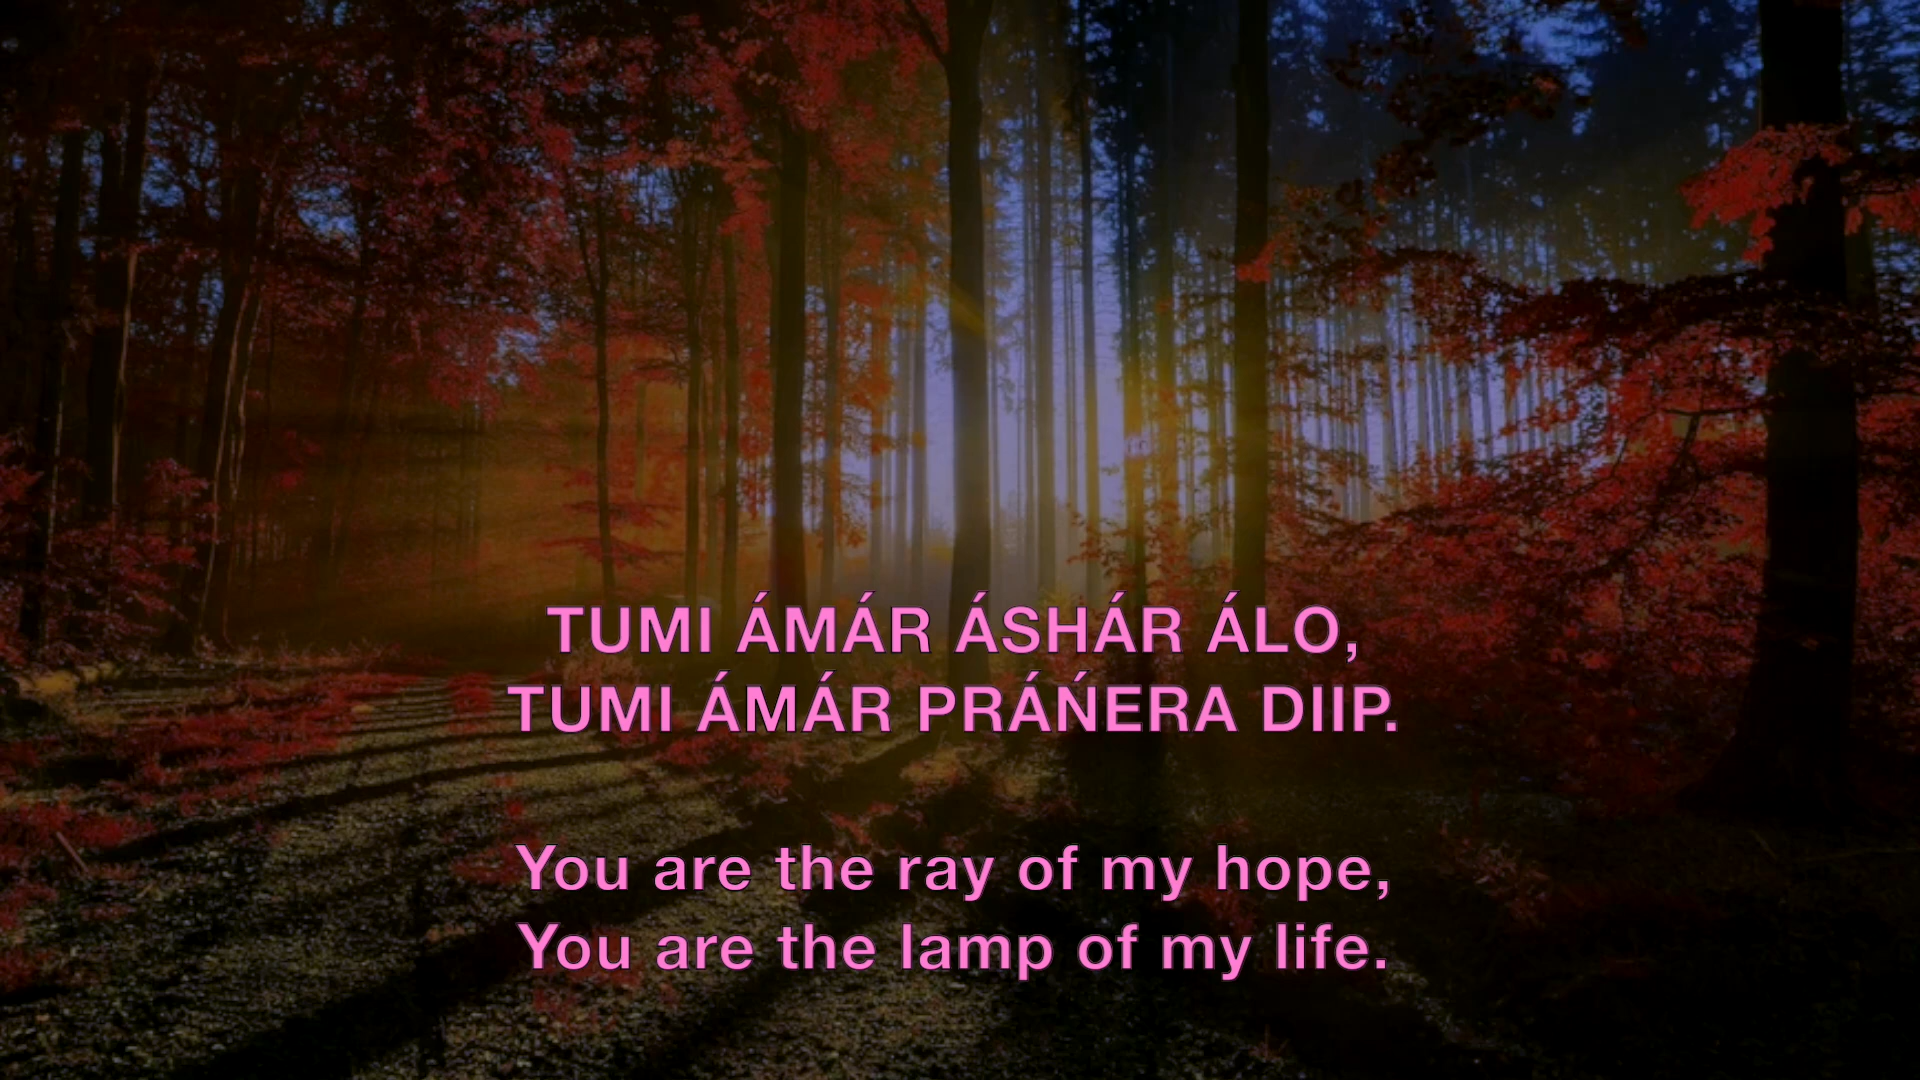 TUMI ÁMÁR ÁSHÁR ÁLO,
TUMI ÁMÁR PRÁŃERA DIIP.
You are the ray of my hope,
You are the lamp of my life.